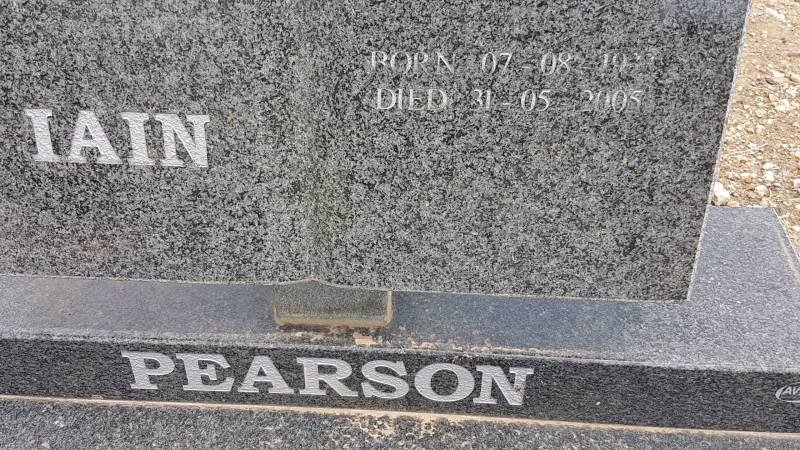 BORN 07-08-
DIED 31-05-2005
IAIN
PEARSON